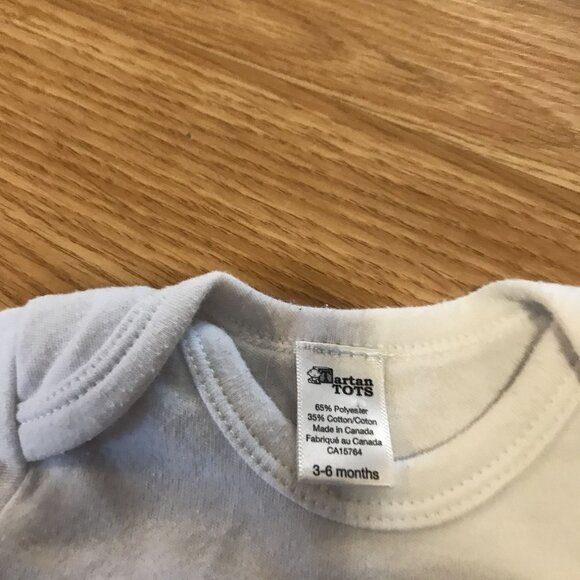 Tartan
TOTS
65% Polyester
35% Cotton/Coton
Made in Canada
Fabriqué au Canada
CA15764
3-6 months